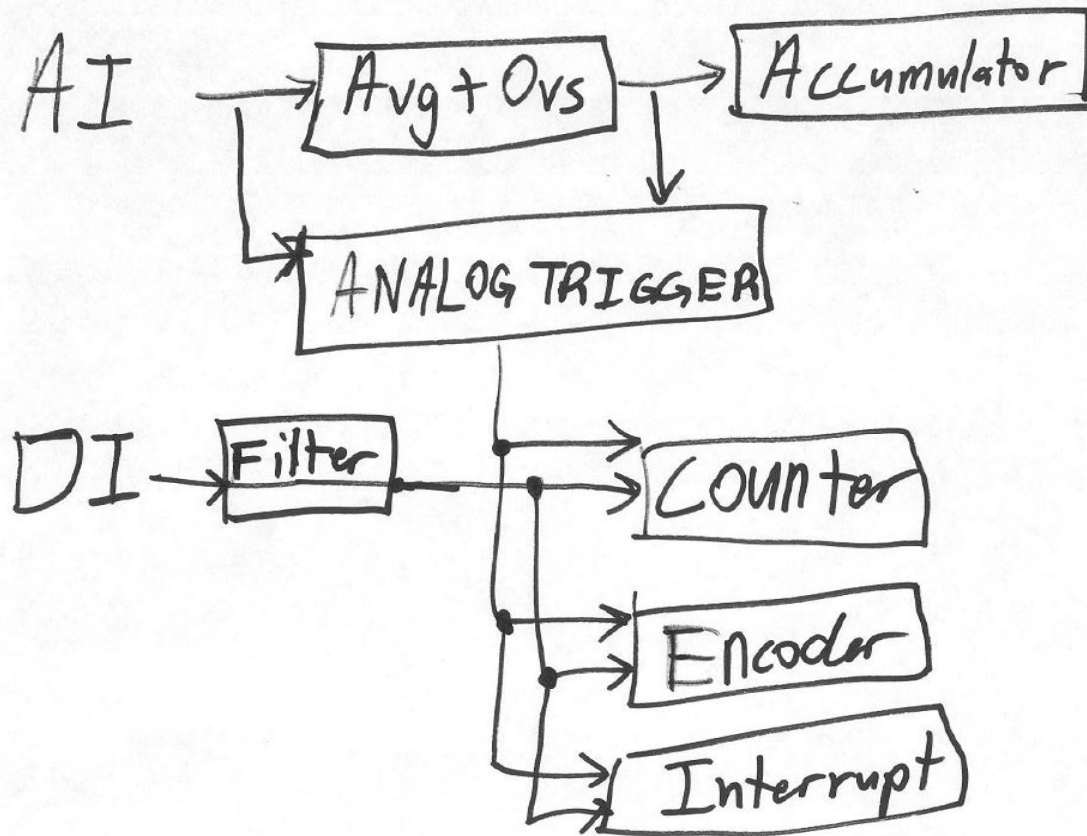 AI
Avg + Ovs
Accumulator
ANALOG TRIGGER
DI
Filter
Counter
Encoder
Interrupt